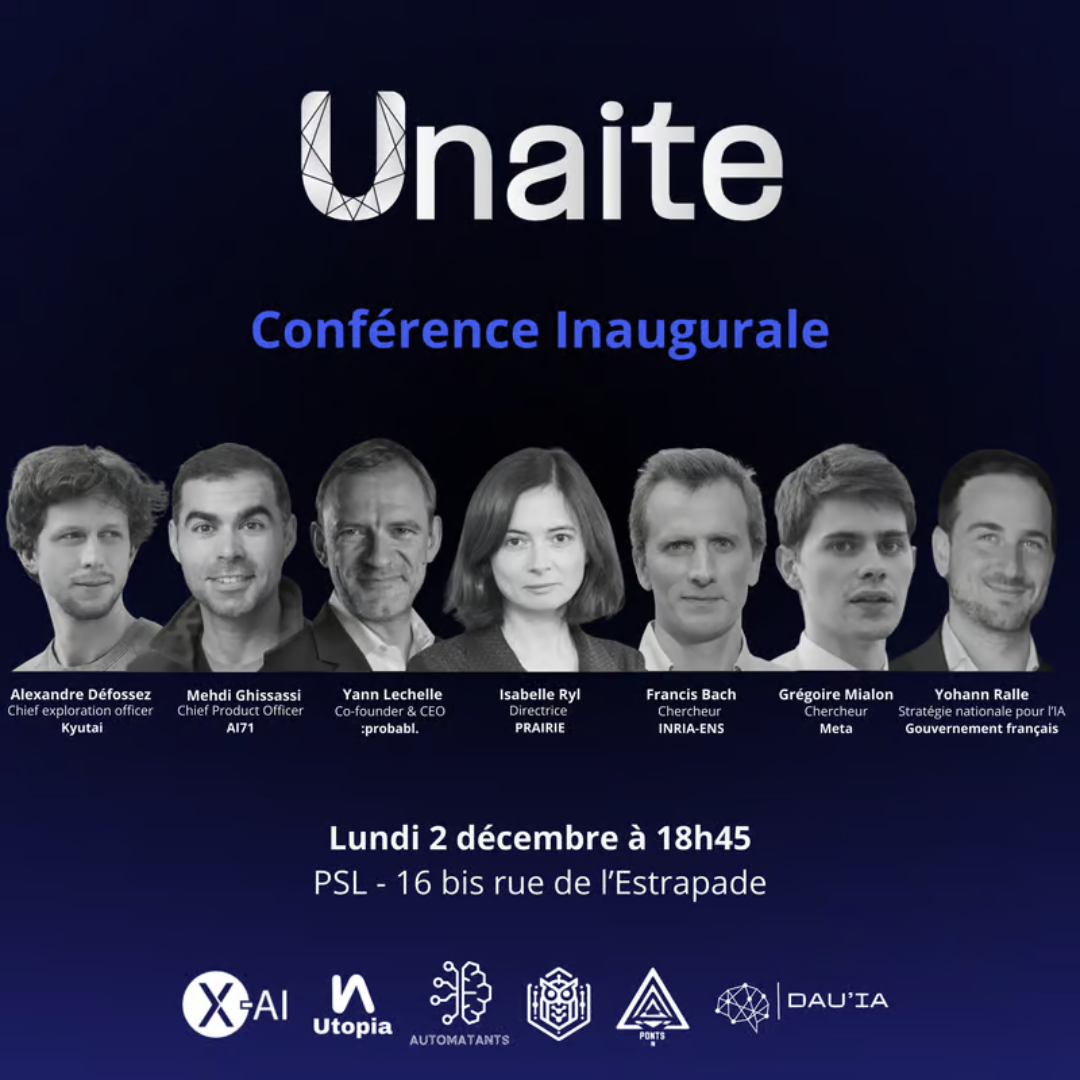 Unaite
Conférence Inaugurale
Alexandre Défossez
Chief exploration officer
Kyutai
Mehdi Ghissassi
Chief Product Officer
AI71
Yann Lechelle
Co-founder & CEO
:probabl.
Isabelle Ryl
Directrice
PRAIRIE
Francis Bach
Chercheur
INRIA-ENS
Grégoire Mialon
Chercheur
Meta
Yohann Ralle
Stratégie nationale pour l'IA
Gouvernement français
Lundi 2 décembre à 18h45
PSL - 16 bis rue de l'Estrapade
X-AI
Utopia
AUTOMATANTS
PONTS
DAU'IA